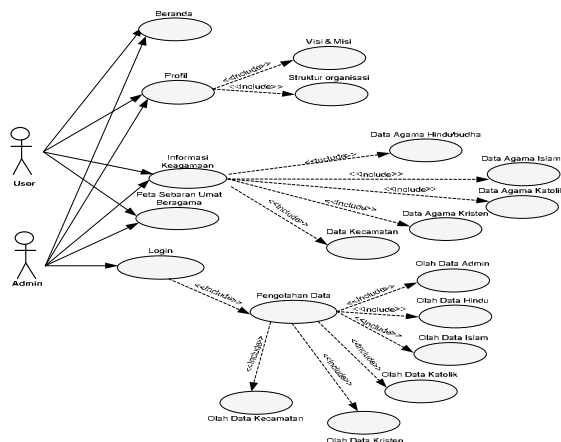 Beranda
Visi & Misi
Profil
<<Include>>
<<Include>>
Struktur organisasi
User
Informasi
Keagamaan
<<Include>>
Data Agama Hindu/budha
<<Include>>
Data Agama Islam
<<Include>>
Data Agama Katolik
<<Include>>
Data Agama Kristen
<<Include>>
Data Kecamatan
Peta Sebaran Umat
Beragama
Admin
Login
<<Include>>
Pengolahan Data
<<Include>>
Olah Data Admin
<<Include>>
Olah Data Hindu
<<Include>>
Olah Data Islam
<<Include>>
Olah Data Katolik
<<Include>>
Olah Data Kecamatan
<<Include>>
Olah Data Kristen